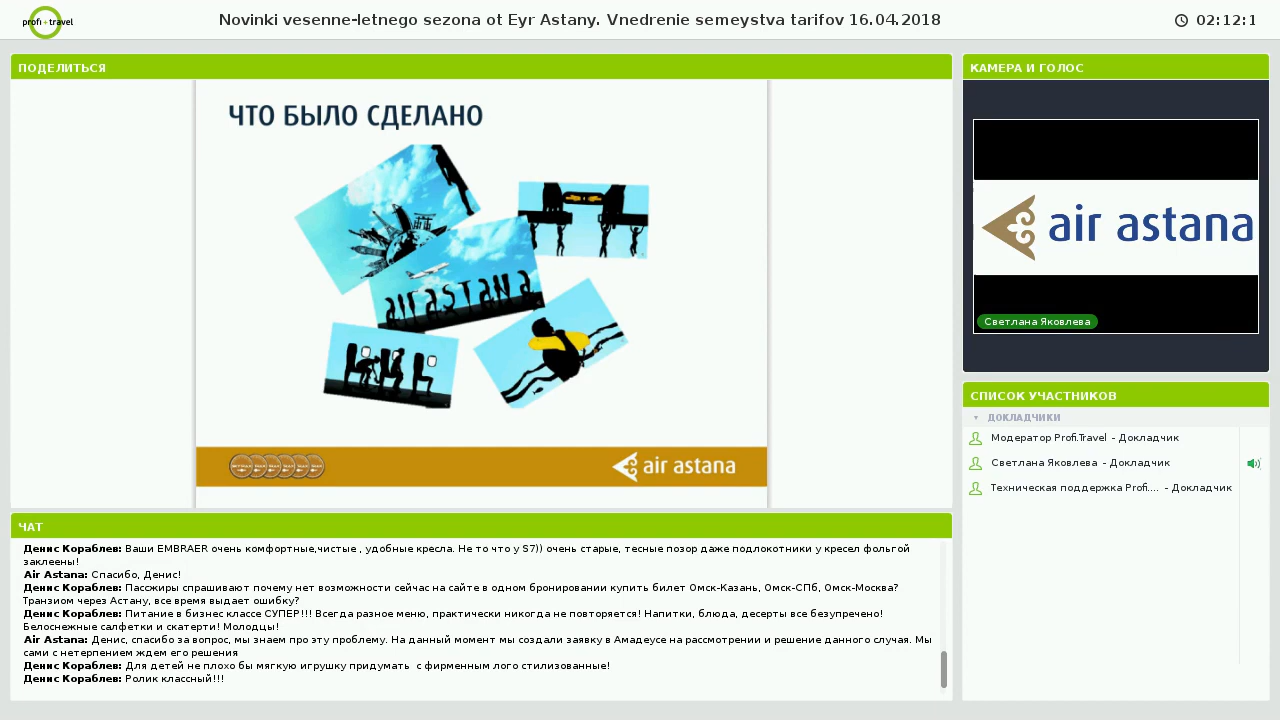 profi+travel
Novinki vesenne-letnego sezona ot Eyr Astany. Vnedrenie semeystva tarifov 16.04.2018
02:12:1
ПОДЕЛИТЬСЯ
КАМЕРА И ГОЛОС
ЧТО БЫЛО СДЕЛАНО
air astana
air astana
Светлана Яковлева
air astana
СПИСОК УЧАСТНИКОВ
ДОКЛАДЧИКИ
Модератор Profi.Travel - Докладчик
Светлана Яковлева - Докладчик
Техническая поддержка Profi.... - Докладчик
ЧАТ
Денис Кораблев: Ваши EMBRAER очень комфортные,чистые , удобные кресла. Не то что у S7)) очень старые, тесные позор даже подлокотники у кресел фольгой
заклеены!
Air Astana: Спасибо, Денис!
Денис Кораблев: Пассжиры спрашивают почему нет возможности сейчас на сайте в одном бронировании купить билет Омск-Казань, Омск-СПб, Омск-Москва?
Транзиом через Астану, все время выдает ошибку?
Денис Кораблев: Питание в бизнес классе СУПЕР!!! Всегда разное меню, практически никогда не повторяется! Напитки, блюда, десерты все безупречено!
Белоснежные салфетки и скатерти! Молодцы!
Air Astana: Денис, спасибо за вопрос, мы знаем про эту проблему. На данный момент мы создали заявку в Амадеусе на рассмотрении и решение данного случая. Мы
сами с нетерпением ждем его решения
Денис Кораблев: Для детей не плохо бы мягкую игрушку придумать  с фирменным лого стилизованные!
Денис Кораблев: Ролик классный!!!